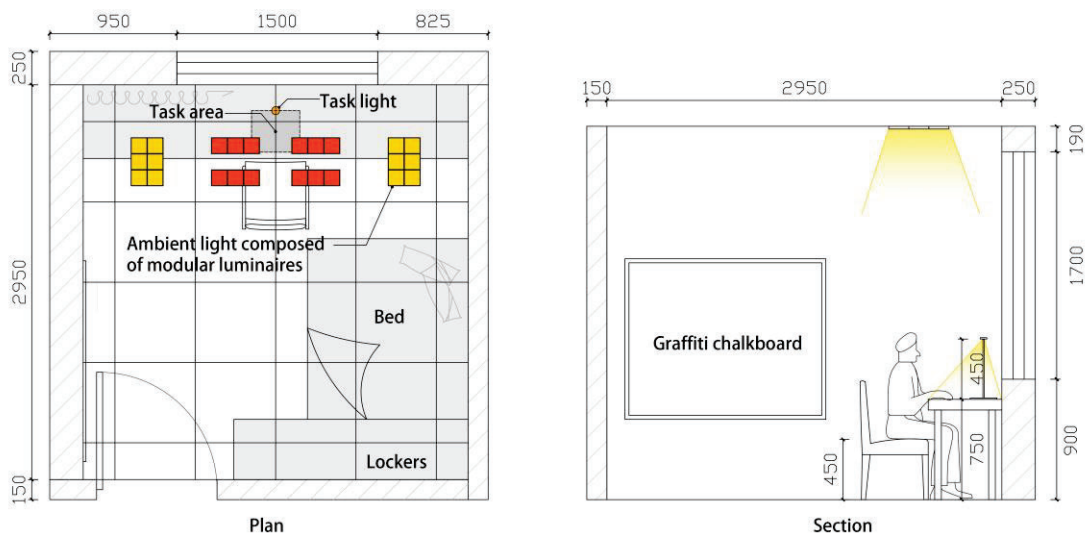 950
1500
825
250
2950
150
Task light
Task area
Ambient light composed
of modular luminaires
Bed
Lockers
Plan
150
2950
250
190
1700
900
Graffiti chalkboard
450
450
750
Section